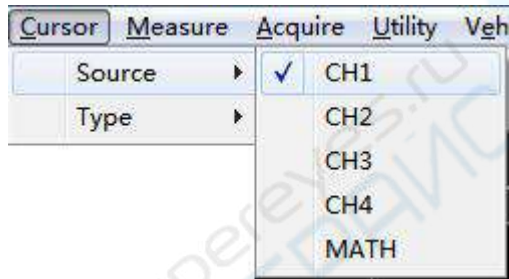 Cursor Measure Acquire Utility Veh
Source ✓ CH1
Type CH2
CH3
CH4
MATH